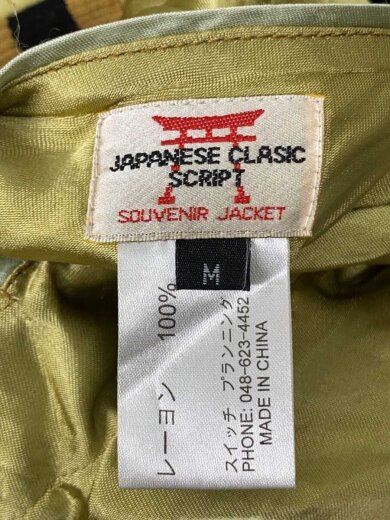 JAPANESE CLASIC
SCRIPT
SOUVENIR JACKET
M
レーヨン 100%
スイッチ プランニング
PHONE: 048-623-4452
MADE IN CHINA